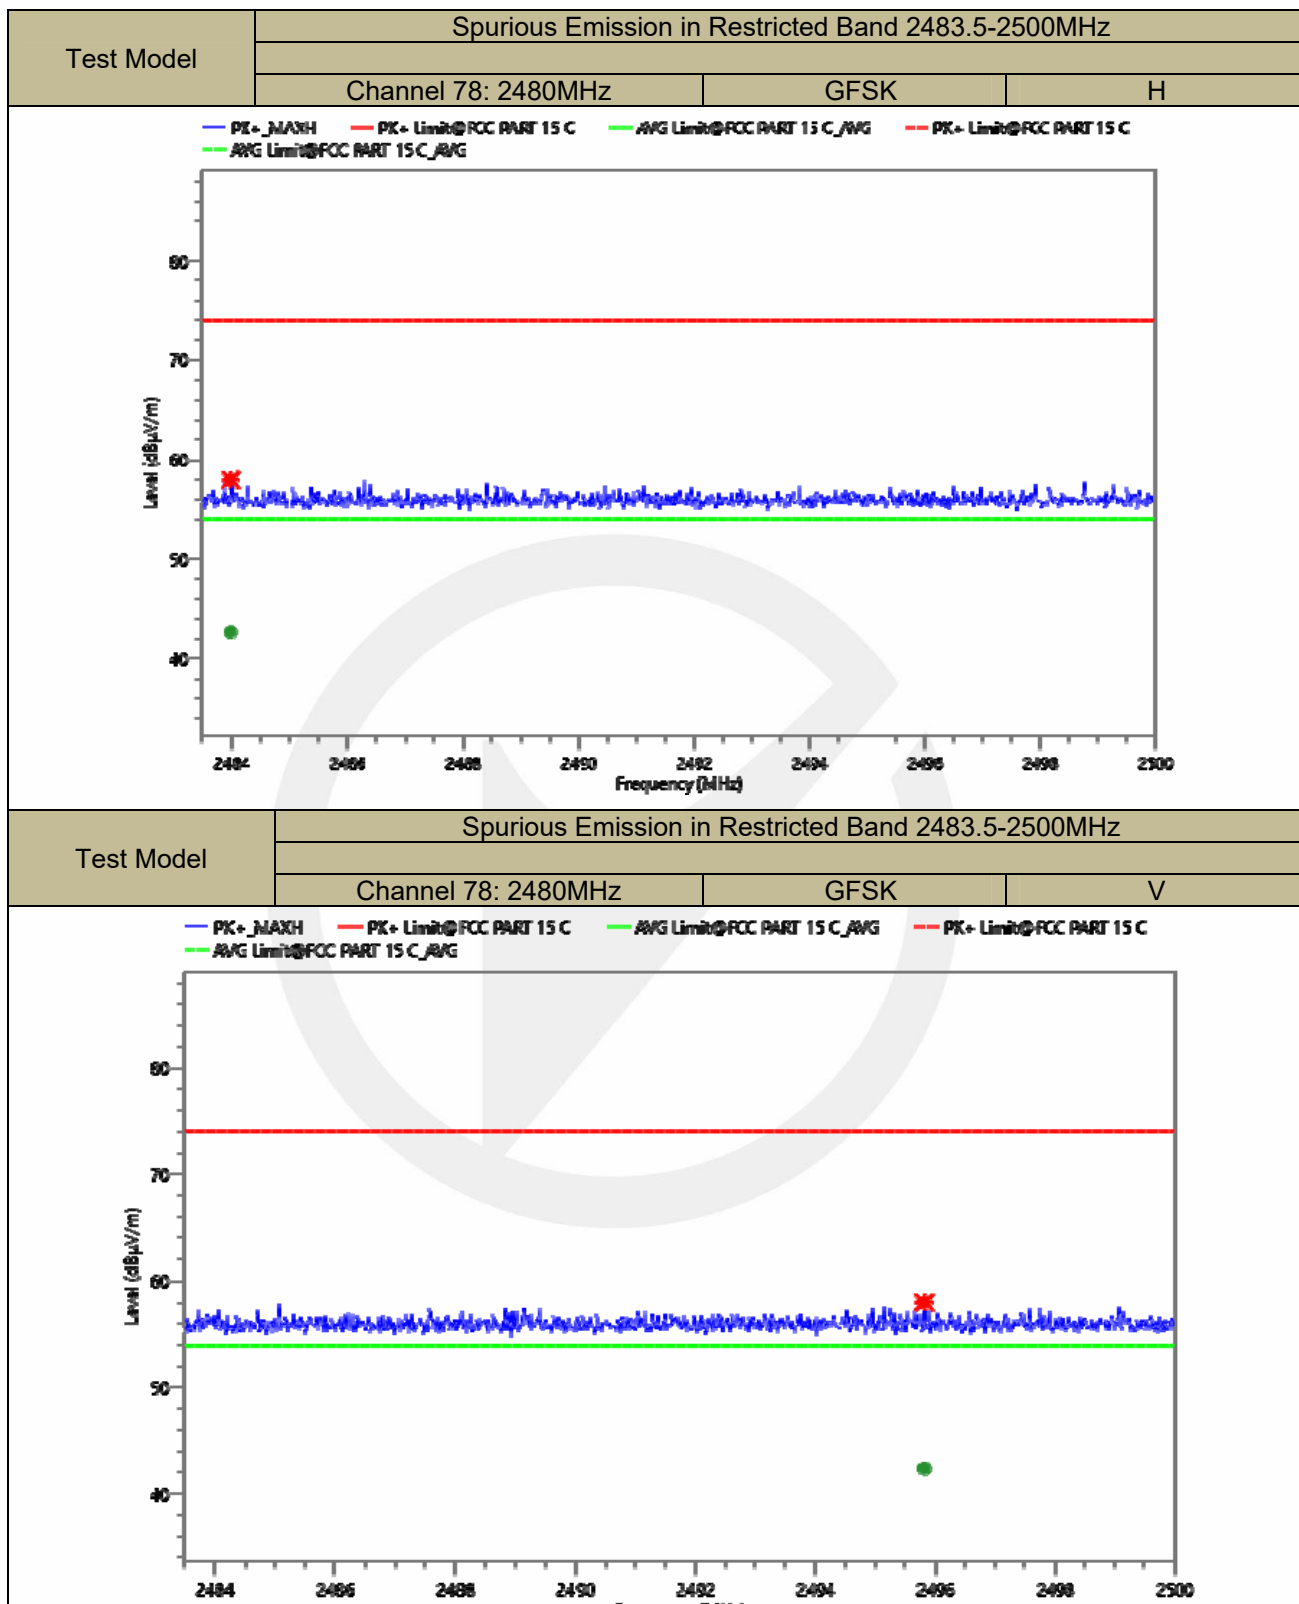 Test Model
Spurious Emission in Restricted Band 2483.5-2500MHz
Channel 78: 2480MHz GFSK H
PK+_MAXH PK+ Limit@FCC PART 15 C AVG Limit@FCC PART 15 C_AVG PK+ Limit@FCC PART 15 C
AVG Limit@FCC PART 15 C_AVG
80
70
60
50
40
Level (dBµV/m)
2484 2486 2488 2490 2492 2494 2496 2498 2500
Frequency (MHz)
Test Model
Spurious Emission in Restricted Band 2483.5-2500MHz
Channel 78: 2480MHz GFSK V
PK+_MAXH PK+ Limit@FCC PART 15 C AVG Limit@FCC PART 15 C_AVG PK+ Limit@FCC PART 15 C
AVG Limit@FCC PART 15 C_AVG
80
70
60
50
40
Level (dBµV/m)
2484 2486 2488 2490 2492 2494 2496 2498 2500